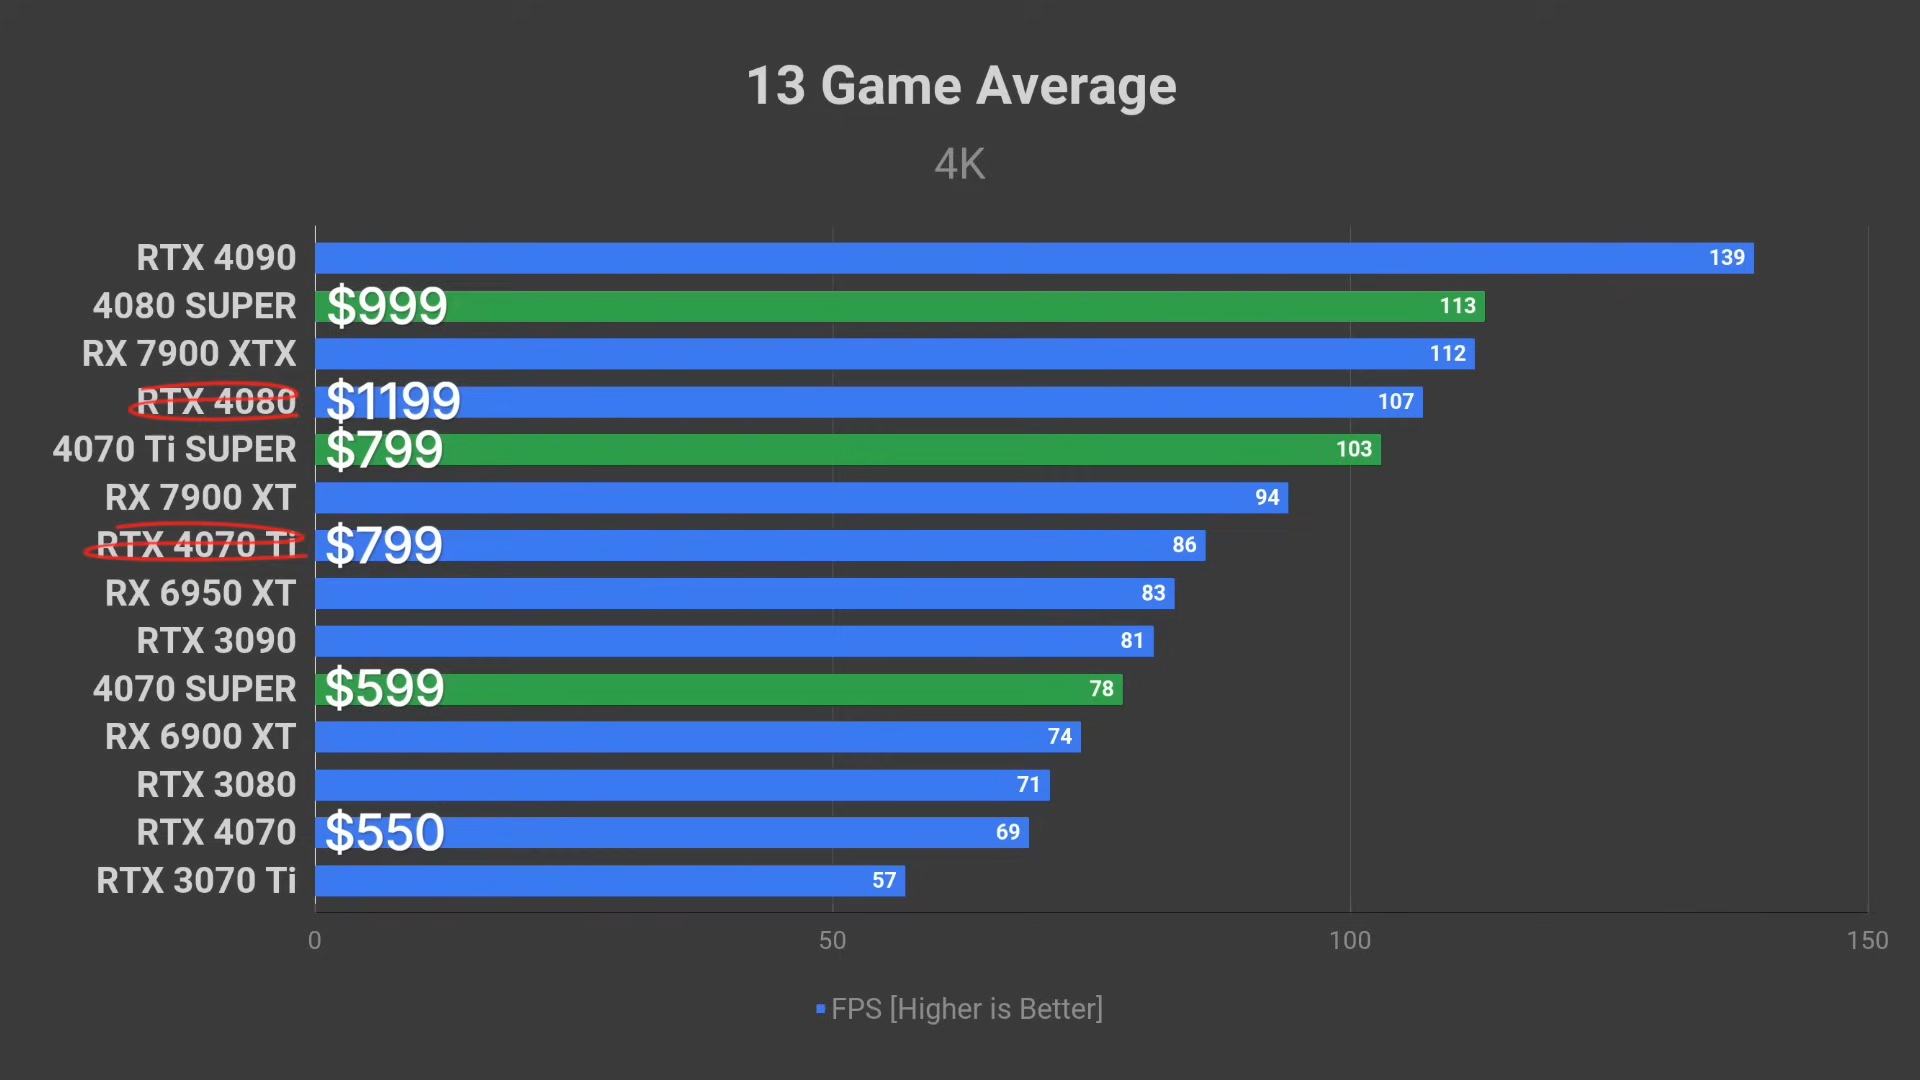 13 Game Average
4K
RTX 4090 139
4080 SUPER $999 113
RX 7900 XTX 112
RTX 4080 $1199 107
4070 Ti SUPER $799 103
RX 7900 XT 94
RTX 4070 Ti $799 86
RX 6950 XT 83
RTX 3090 81
4070 SUPER $599 78
RX 6900 XT 74
RTX 3080 71
RTX 4070 $550 69
RTX 3070 Ti 57
0 50 100 150
FPS [Higher is Better]